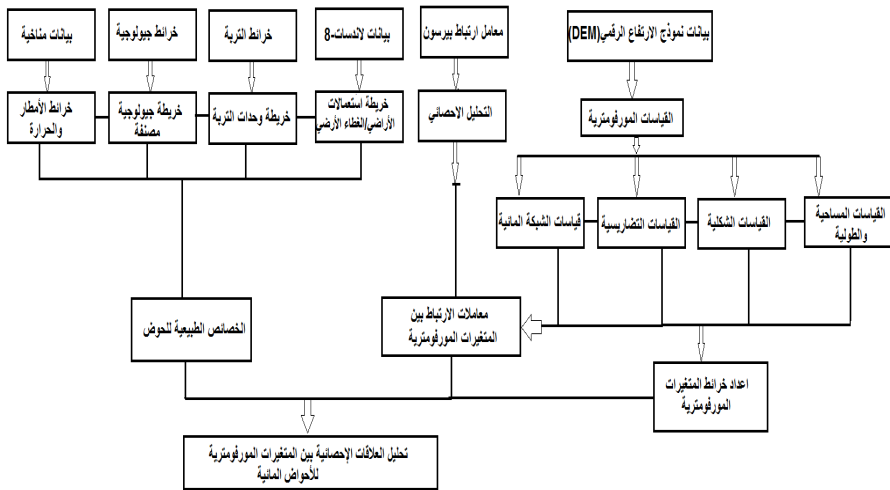 بيانات نموذج الارتفاع الرقمي(DEM)
معامل ارتباط بيرسون
بيانات لاندسات-8
خرائط التربة
خرائط جيولوجية
بيانات مناخية
القياسات المورفومترية
التحليل الاحصائي
خريطة استعمالات
الأراضي/الغطاء الأرضي
خريطة وحدات التربة
خريطة جيولوجية
مصنفة
خرائط الأمطار
والحرارة
القياسات المساحية
والطولية
القياسات الشكلية
القياسات التضاريسية
قياسات الشبكة المائية
معاملات الارتباط بين
المتغيرات المورفومترية
الخصائص الطبيعية للحوض
اعداد خرائط المتغيرات
المورفومترية
تحليل العلاقات الإحصائية بين المتغيرات المورفومترية
للأحواض المائية